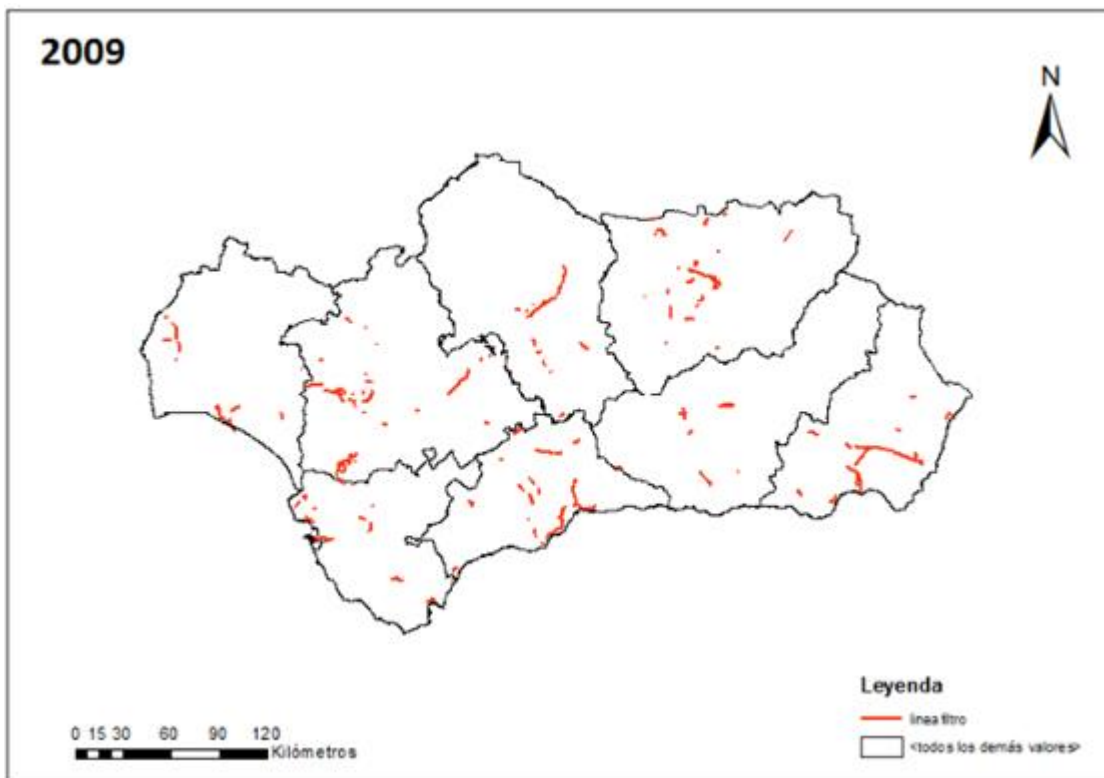 2009
N
Leyenda
linea filtro
<todos los demás valores>
0 15 30 60 90 120
Kilómetros